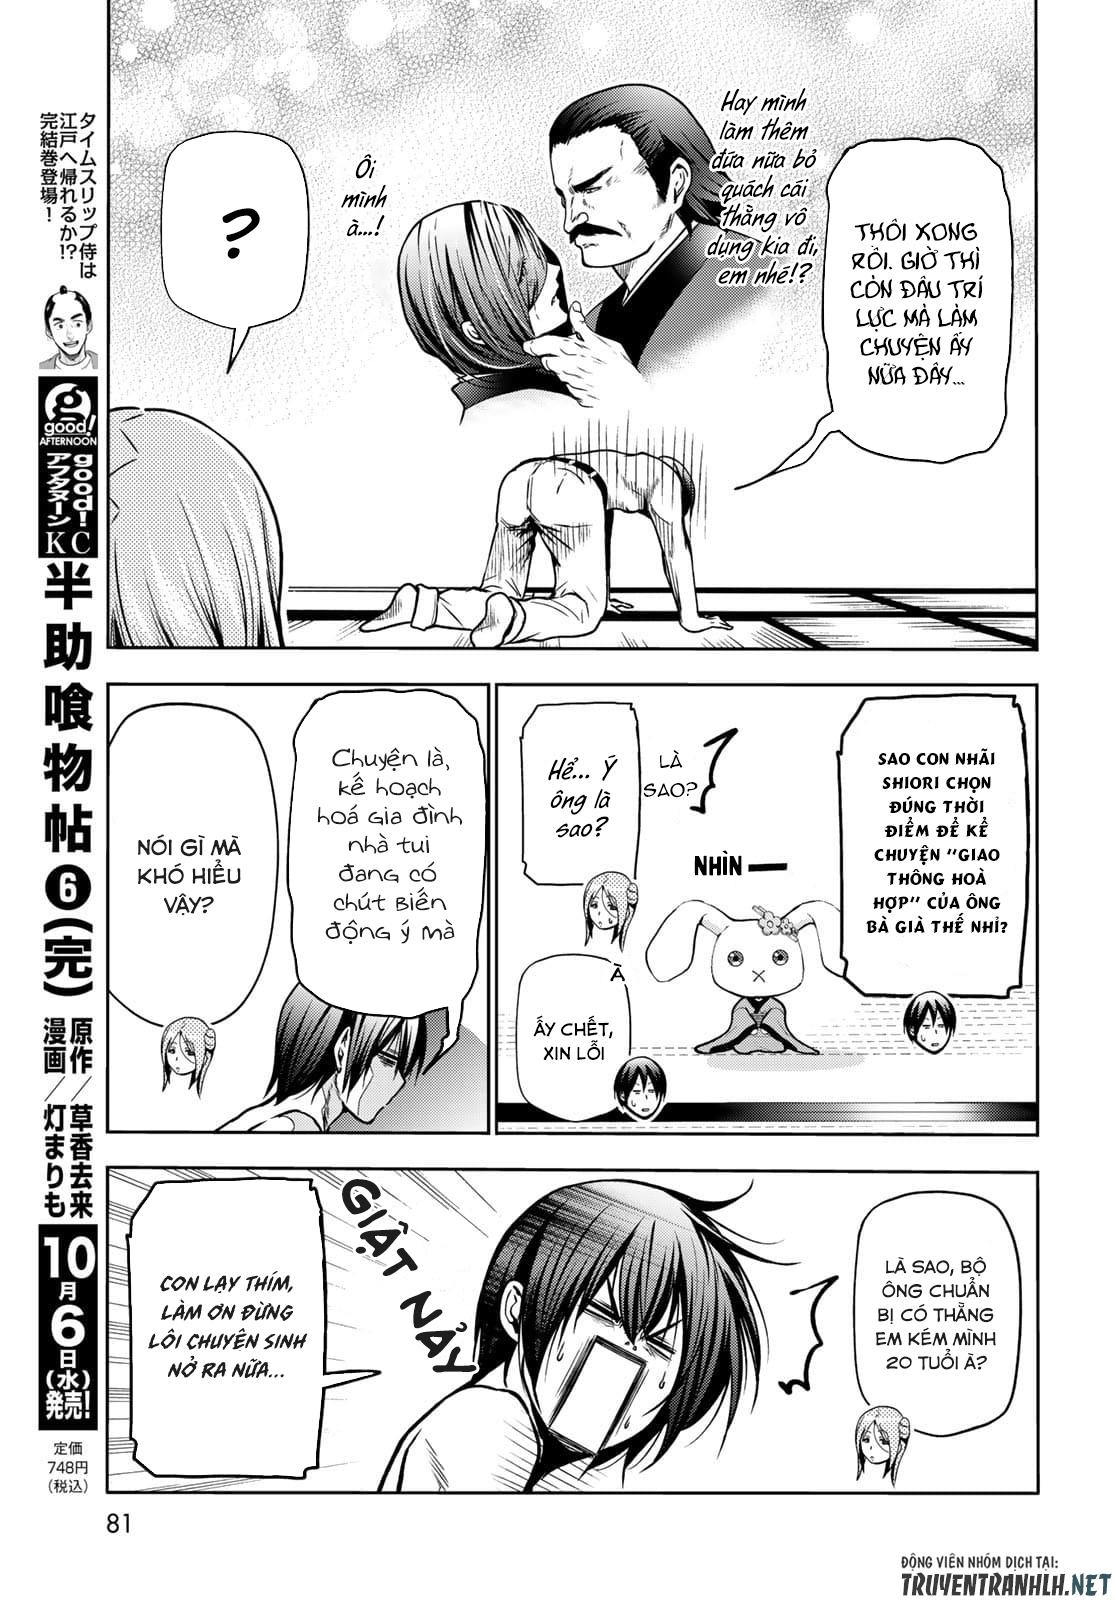 Hay mình
làm thêm
đứa nữa bỏ
quách cái
thằng vô
dụng kia đi,
em nhé!?
Ôi
mình
à...!
?
THÔI XONG
RỒI. GIỜ THÌ
CÒN ĐÂU TRÍ
LỰC MÀ LÀM
CHUYỆN ẤY
NỮA ĐÂY...
SAO CON NHÃI
SHIORI CHỌN
ĐÚNG THỜI
ĐIỂM ĐỂ KỂ
CHUYỆN "GIAO
THÔNG HOÀ
HỢP" CỦA ÔNG
BÀ GIÀ THẾ NHỈ?
LÀ
SAO?
NHÌN
Hể... Ý
ông là
sao?
À
ẤY CHẾT,
XIN LỖI
Chuyện là,
kế hoạch
hoá gia đình
nhà tui
đang có
chút biến
động ý mà
NÓI GÌ MÀ
KHÓ HIỂU
VẬY?
LÀ SAO, BỘ
ÔNG CHUẨN
BỊ CÓ THẰNG
EM KÉM MÌNH
20 TUỔI À?
GIẬT NẢY
CON LẠY THÍM,
LÀM ƠN ĐỪNG
LÔI CHUYỆN SINH
NỞ RA NỮA...
タイムスリップ侍は
江戸へ帰れるか!?
完結巻登場!
good!
AFTERNOON
good!
アフタヌーン
KC
半助喰物帖❻(完)
原作/草香去来
漫画/灯まりも
10月6日(水)発売!
定価
748円
(税込)
81
ĐỘNG VIÊN NHÓM DỊCH TẠI:
TRUYENTRANHLH.NET